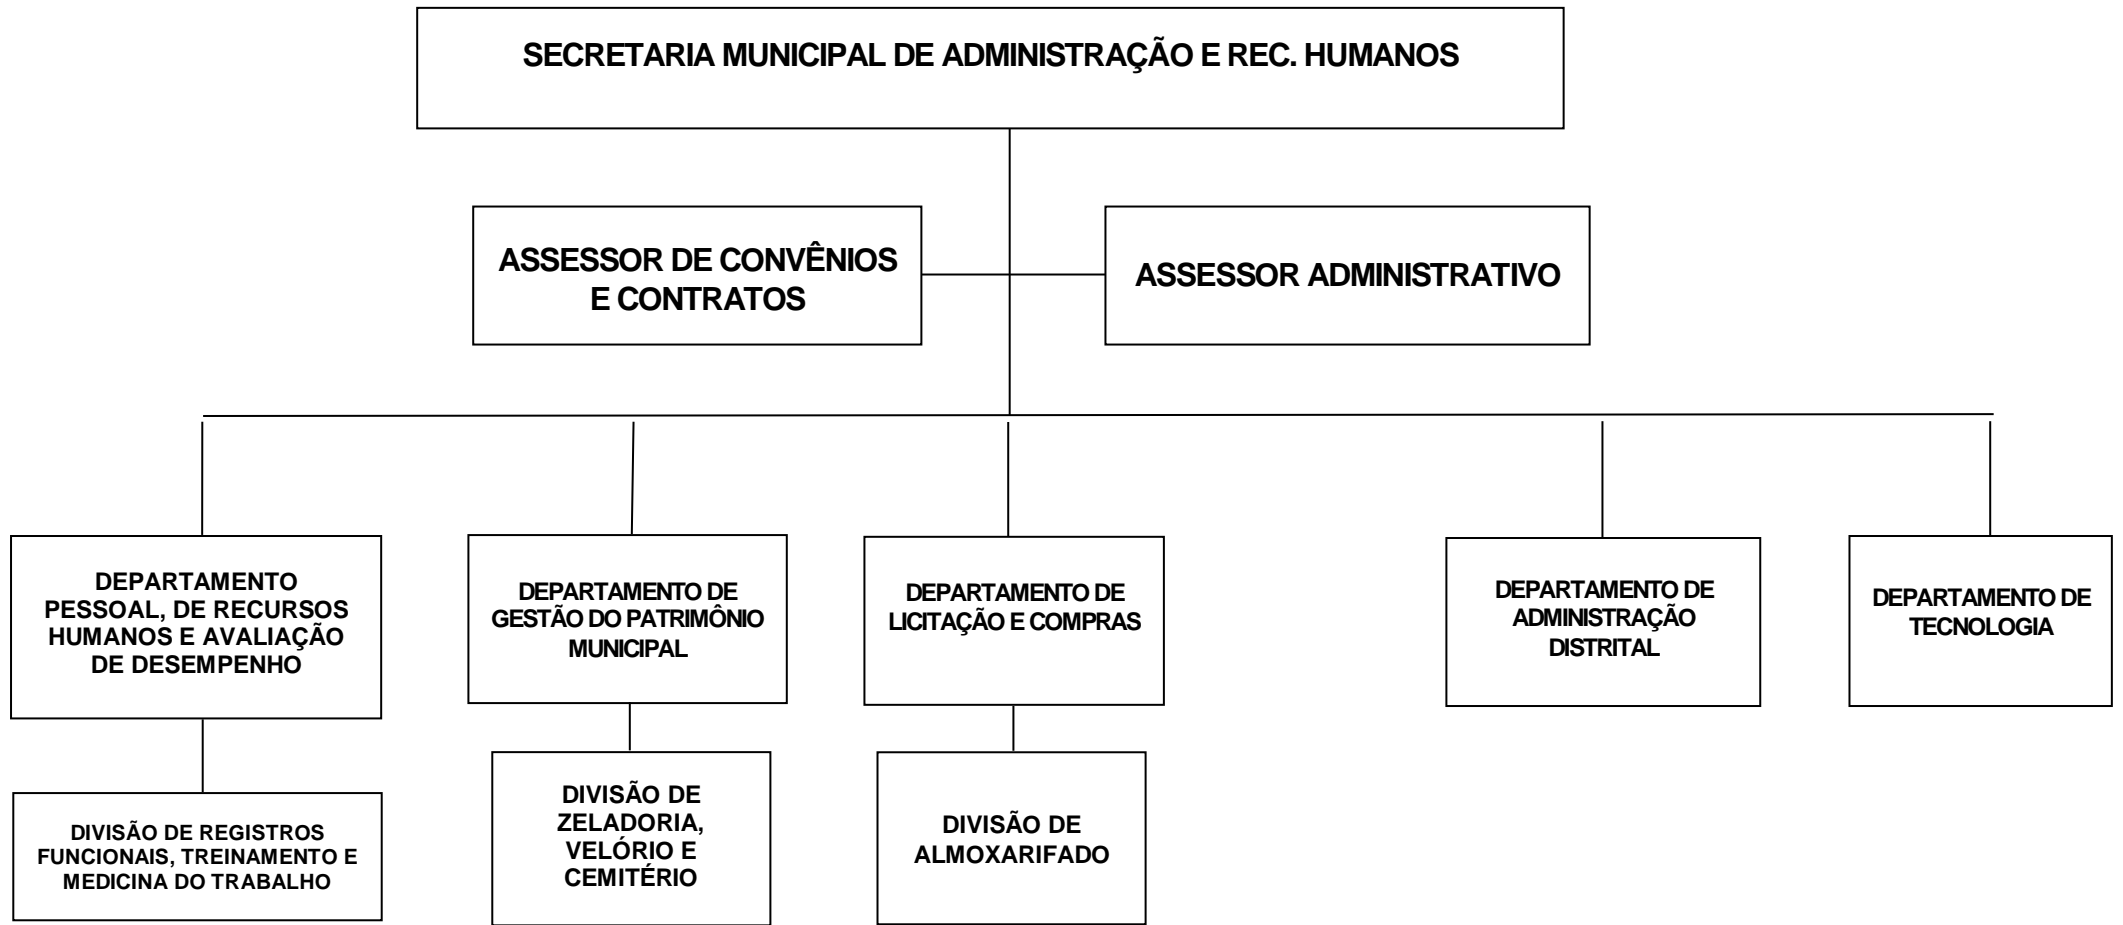 SECRETARIA MUNICIPAL DE ADMINISTRAÇÃO E REC. HUMANOS
ASSESSOR DE CONVÊNIOS
E CONTRATOS
ASSESSOR ADMINISTRATIVO
DEPARTAMENTO
PESSOAL, DE RECURSOS
HUMANOS E AVALIAÇÃO
DE DESEMPENHO
DEPARTAMENTO DE
GESTÃO DO PATRIMÔNIO
MUNICIPAL
DEPARTAMENTO DE
LICITAÇÃO E COMPRAS
DEPARTAMENTO DE
ADMINISTRAÇÃO
DISTRITAL
DEPARTAMENTO DE
TECNOLOGIA
DIVISÃO DE REGISTROS
FUNCIONAIS, TREINAMENTO E
MEDICINA DO TRABALHO
DIVISÃO DE
ZELADORIA,
VELÓRIO E
CEMITÉRIO
DIVISÃO DE
ALMOXARIFADO